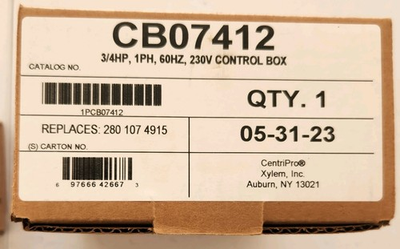 CB07412
3/4HP, 1PH, 60HZ, 230V CONTROL BOX
CATALOG NO.
1PCB07412
QTY. 1
REPLACES: 280 107 4915
05-31-23
(S) CARTON NO.
6 97666 42667 3
CentriPro®
Xylem, Inc.
Auburn, NY 13021